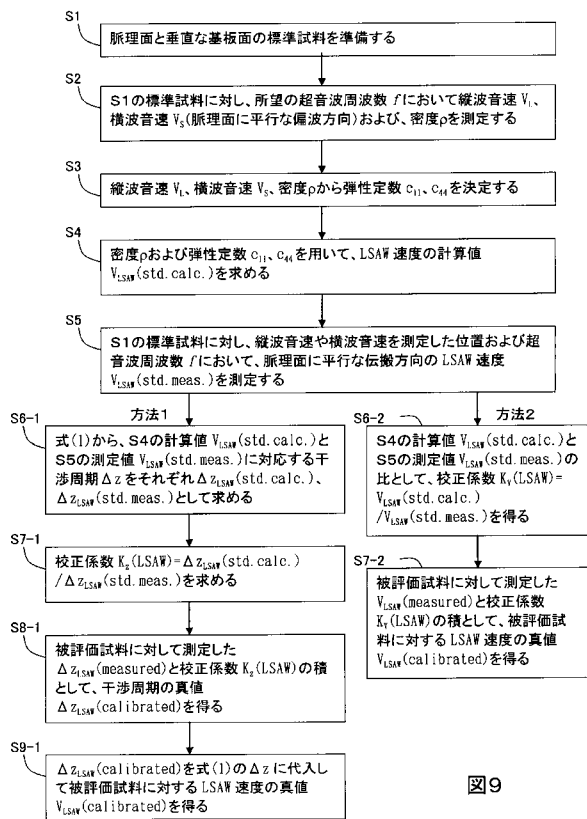 S1
脈理面と垂直な基板面の標準試料を準備する
S2
S1の標準試料に対し、所望の超音波周波数 f において縦波音速 V_L、
横波音速 V_S(脈理面に平行な偏波方向)および、密度ρを測定する
S3
縦波音速 V_L、横波音速 V_S、密度ρから弾性定数 c_11、c_44 を決定する
S4
密度ρおよび弾性定数 c_11、c_44 を用いて、LSAW 速度の計算値
V_LSAW(std.calc.)を求める
S5
S1の標準試料に対し、縦波音速や横波音速を測定した位置および超
音波周波数 f において、脈理面に平行な伝搬方向の LSAW 速度
V_LSAW(std.meas.)を測定する
方法1
S6-1
式(1)から、S4の計算値 V_LSAW(std.calc.)と
S5の測定値 V_LSAW(std.meas.)に対応する干
渉周期Δzをそれぞれ Δz_LSAW(std.calc.)、
Δz_LSAW(std.meas.)として求める
S7-1
校正係数 K_Z(LSAW)=Δz_LSAW(std.calc.)
/Δz_LSAW(std.meas.)を求める
S8-1
被評価試料に対して測定した
Δz_LSAW(measured)と校正係数 K_Z(LSAW)の積
として、干渉周期の真値
Δz_LSAW(calibrated)を得る
S9-1
Δz_LSAW(calibrated)を式(1)のΔzに代入し
て被評価試料に対する LSAW 速度の真値
V_LSAW(calibrated)を得る
方法2
S6-2
S4の計算値 V_LSAW(std.calc.)と
S5の測定値 V_LSAW(std.meas.)の
比として、校正係数 K_V(LSAW)=
V_LSAW(std.calc.)
/V_LSAW(std.meas.)を得る
S7-2
被評価試料に対して測定した
V_LSAW(measured)と校正係数
K_V(LSAW)の積として、被評価試
料に対する LSAW 速度の真値
V_LSAW(calibrated)を得る
図9